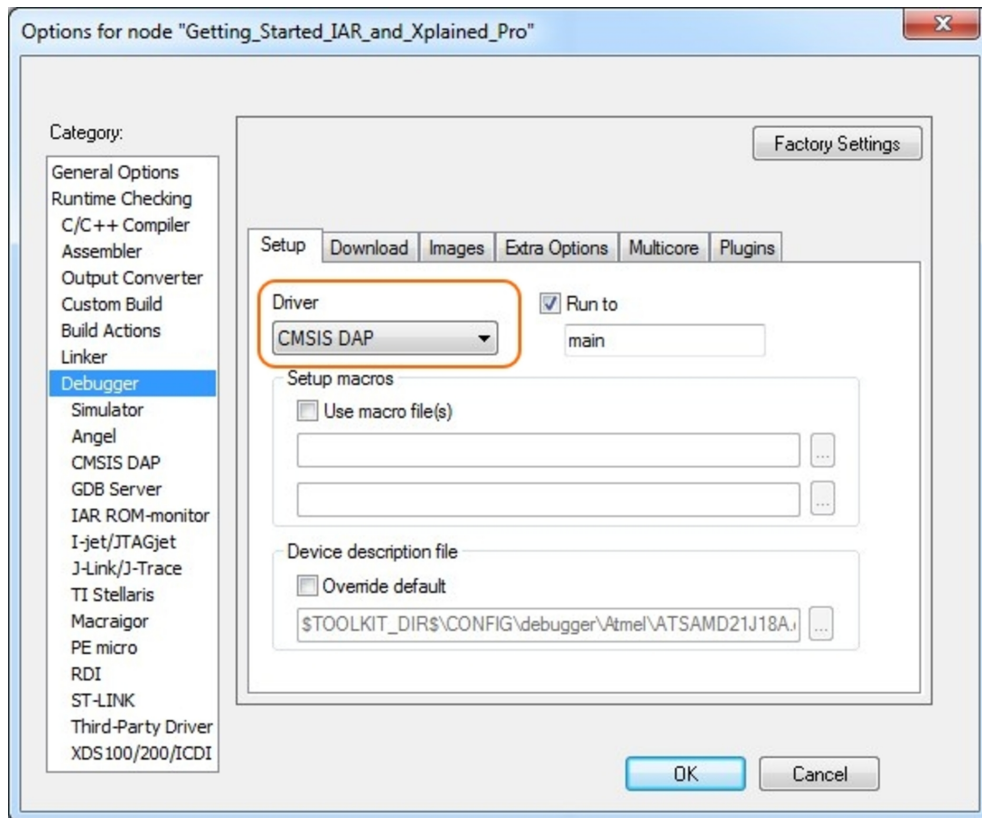 Options for node "Getting_Started_IAR_and_Xplained_Pro"
Category:
Factory Settings
General Options
Runtime Checking
C/C++ Compiler
Assembler
Output Converter
Custom Build
Build Actions
Linker
Debugger
Simulator
Angel
CMSIS DAP
GDB Server
IAR ROM-monitor
I-jet/JTAGjet
J-Link/J-Trace
TI Stellaris
Macraigor
PE micro
RDI
ST-LINK
Third-Party Driver
XDS100/200/ICDI
Setup Download Images Extra Options Multicore Plugins
Driver
CMSIS DAP
Run to
main
Setup macros
Use macro file(s)
...
...
Device description file
Override default
$TOOLKIT_DIR$\CONFIG\debugger\Atmel\ATSAMD21J18A.
...
OK Cancel